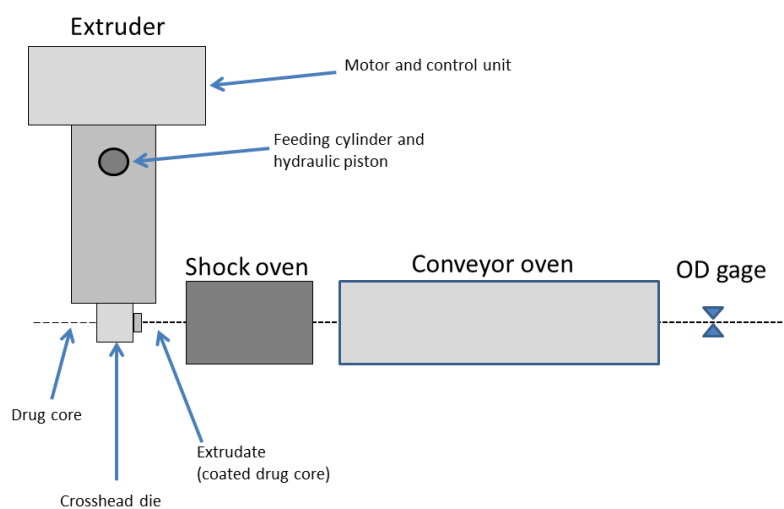 Extruder
Motor and control unit
Feeding cylinder and
hydraulic piston
Shock oven
Conveyor oven
OD gage
Drug core
Extrudate
(coated drug core)
Crosshead die